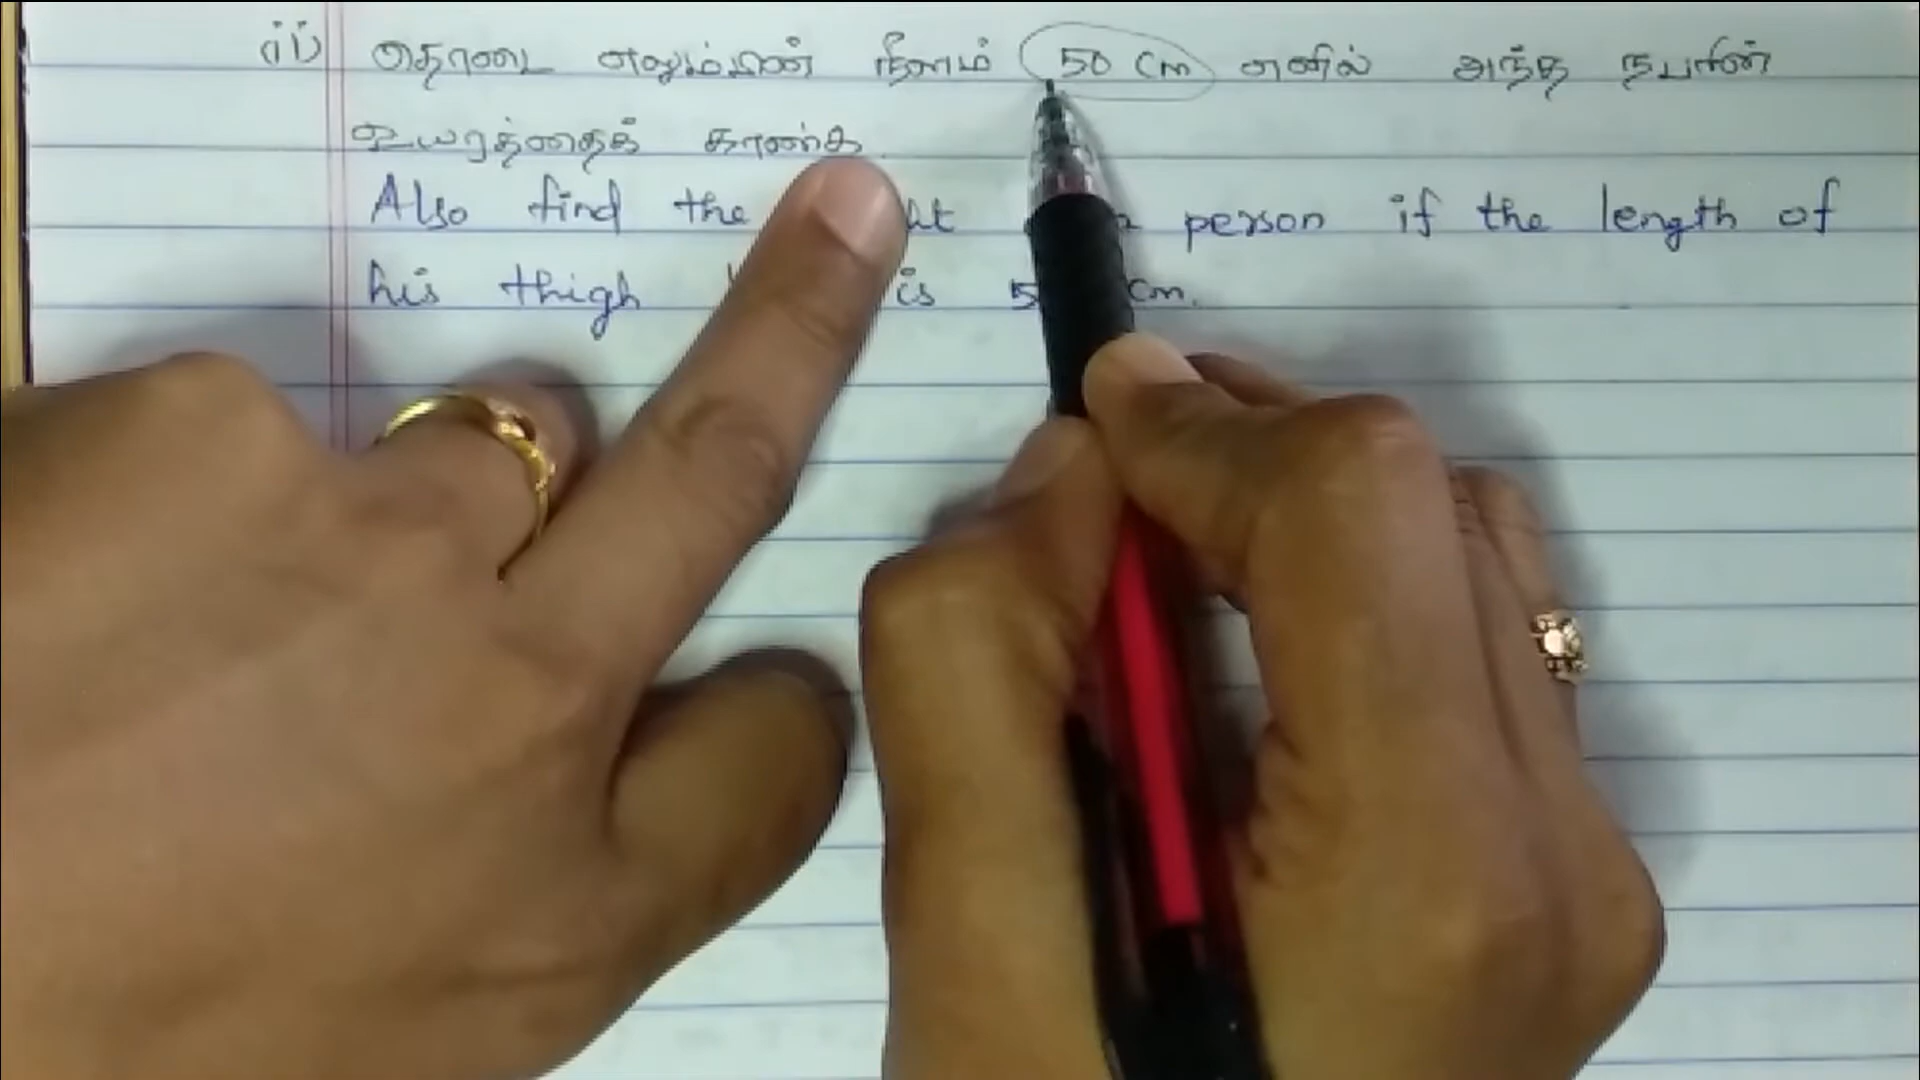 ii) தொடை எலும்பின் நீளம் 50 cm எனில் அந்த நபரின்
உயரத்தைக் காண்க.
Also find the person if the length of
his thigh is cm.